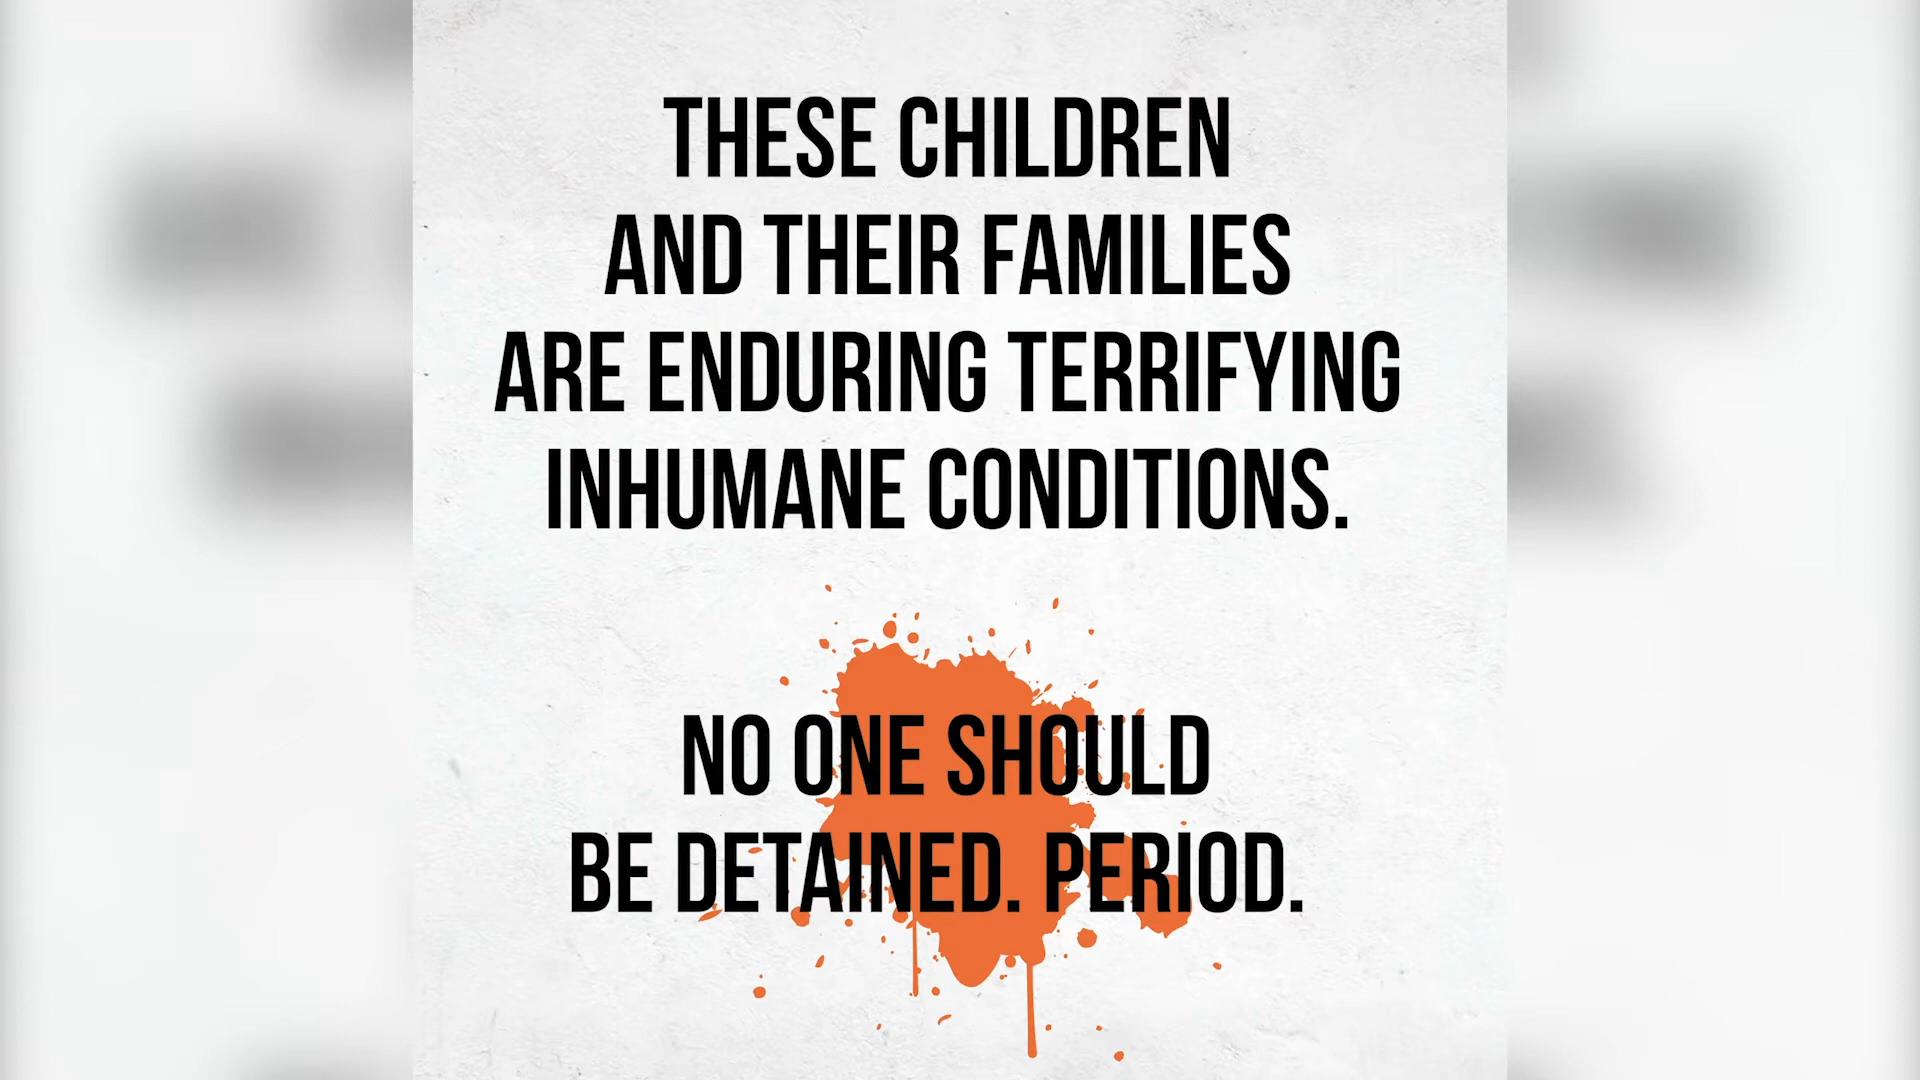 THESE CHILDREN
AND THEIR FAMILIES
ARE ENDURING TERRIFYING
INHUMANE CONDITIONS.
NO ONE SHOULD
BE DETAINED. PERIOD.